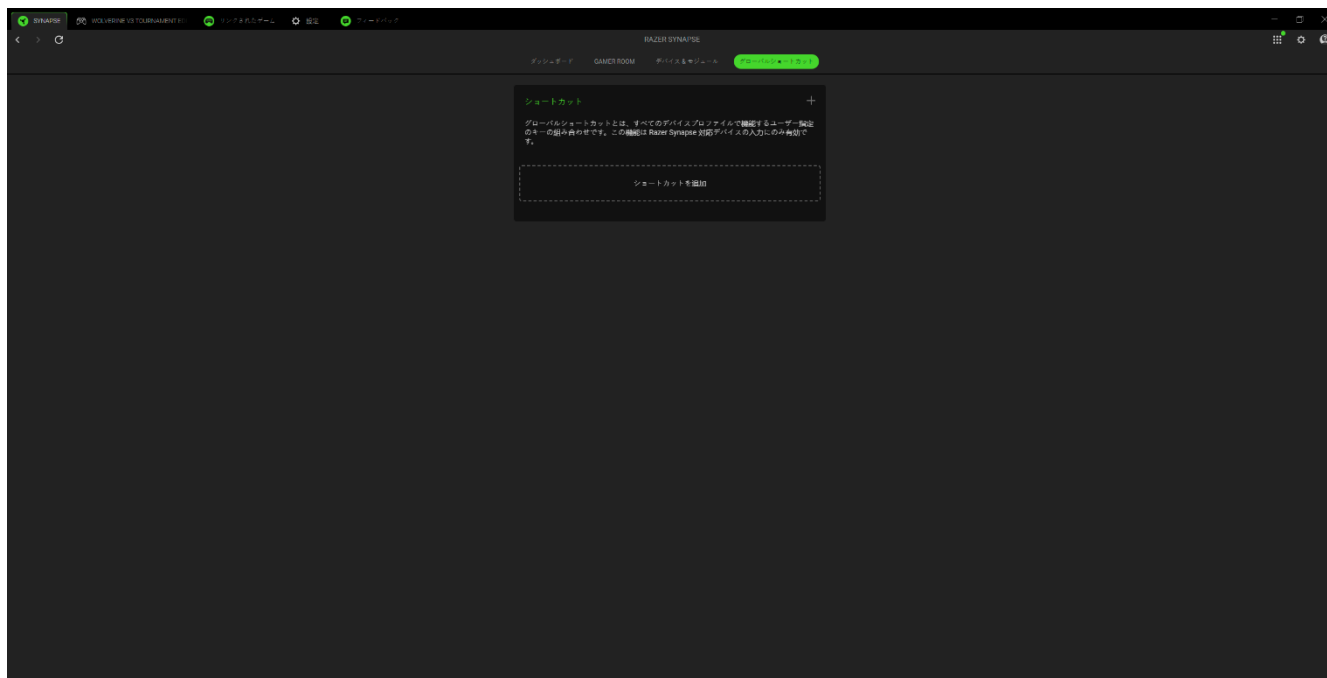 SYNAPSE
WOLVERINE V3 TOURNAMENT
リンクされたゲーム
設定
フィードバック
RAZER SYNAPSE
ダッシュボード
GAMER ROOM
デバイス & モジュール
グローバルショートカット
ショートカット
グローバルショートカットとは、すべてのデバイスプロファイルで機能するユーザー指定
のキーの組み合わせです。この機能は Razer Synapse 対応デバイスの入力にのみ有効で
す。
ショートカットを追加